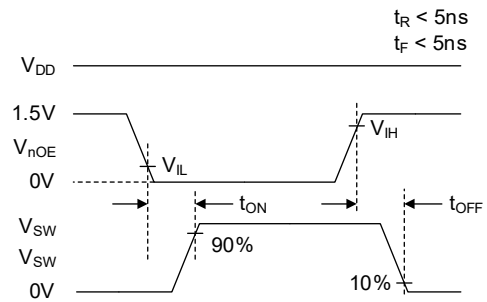 t_R < 5ns
t_F < 5ns
V_DD
1.5V
V_nOE
0V
V_IL
V_IH
t_ON
t_OFF
V_SW
V_SW
90%
10%
0V